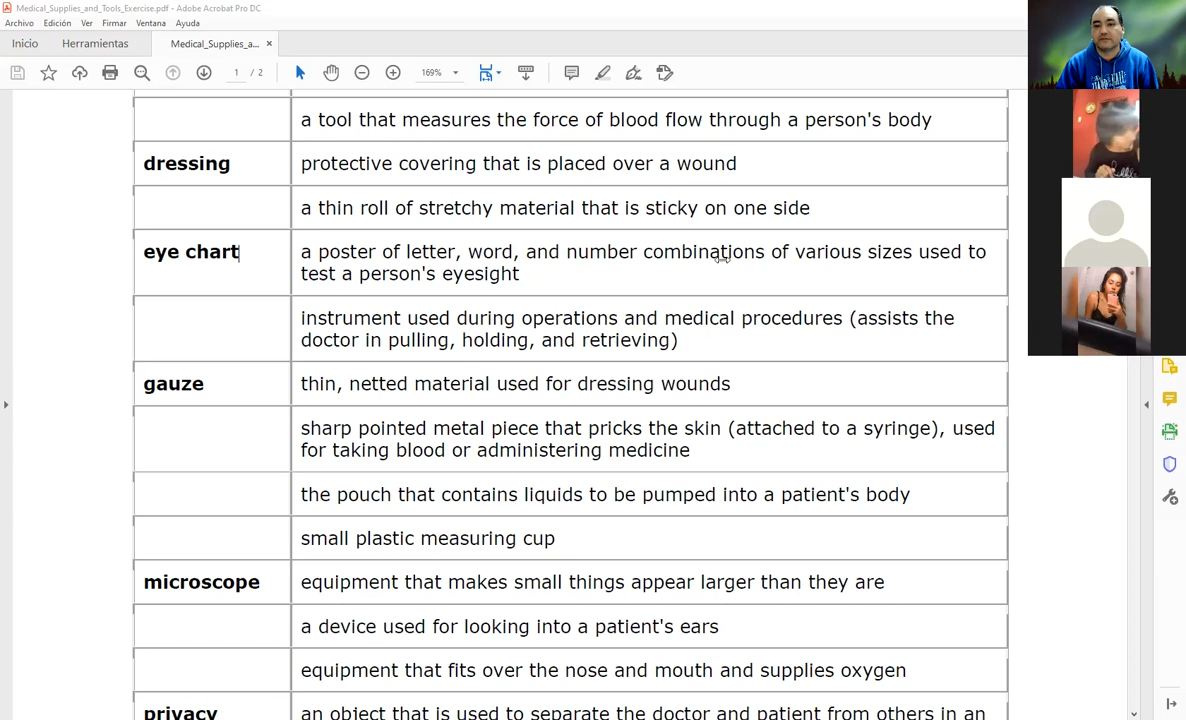 Medical_Supplies_and_Tools_Exercise.pdf - Adobe Acrobat Pro DC
Archivo Edición Ver Firmar Ventana Ayuda
Inicio Herramientas Medical_Supplies_a... ×
1 / 2 169%
a tool that measures the force of blood flow through a person's body
dressing protective covering that is placed over a wound
a thin roll of stretchy material that is sticky on one side
eye chart a poster of letter, word, and number combinations of various sizes used to
test a person's eyesight
instrument used during operations and medical procedures (assists the
doctor in pulling, holding, and retrieving)
gauze thin, netted material used for dressing wounds
sharp pointed metal piece that pricks the skin (attached to a syringe), used
for taking blood or administering medicine
the pouch that contains liquids to be pumped into a patient's body
small plastic measuring cup
microscope equipment that makes small things appear larger than they are
a device used for looking into a patient's ears
equipment that fits over the nose and mouth and supplies oxygen
privacy an object that is used to separate the doctor and patient from others in an